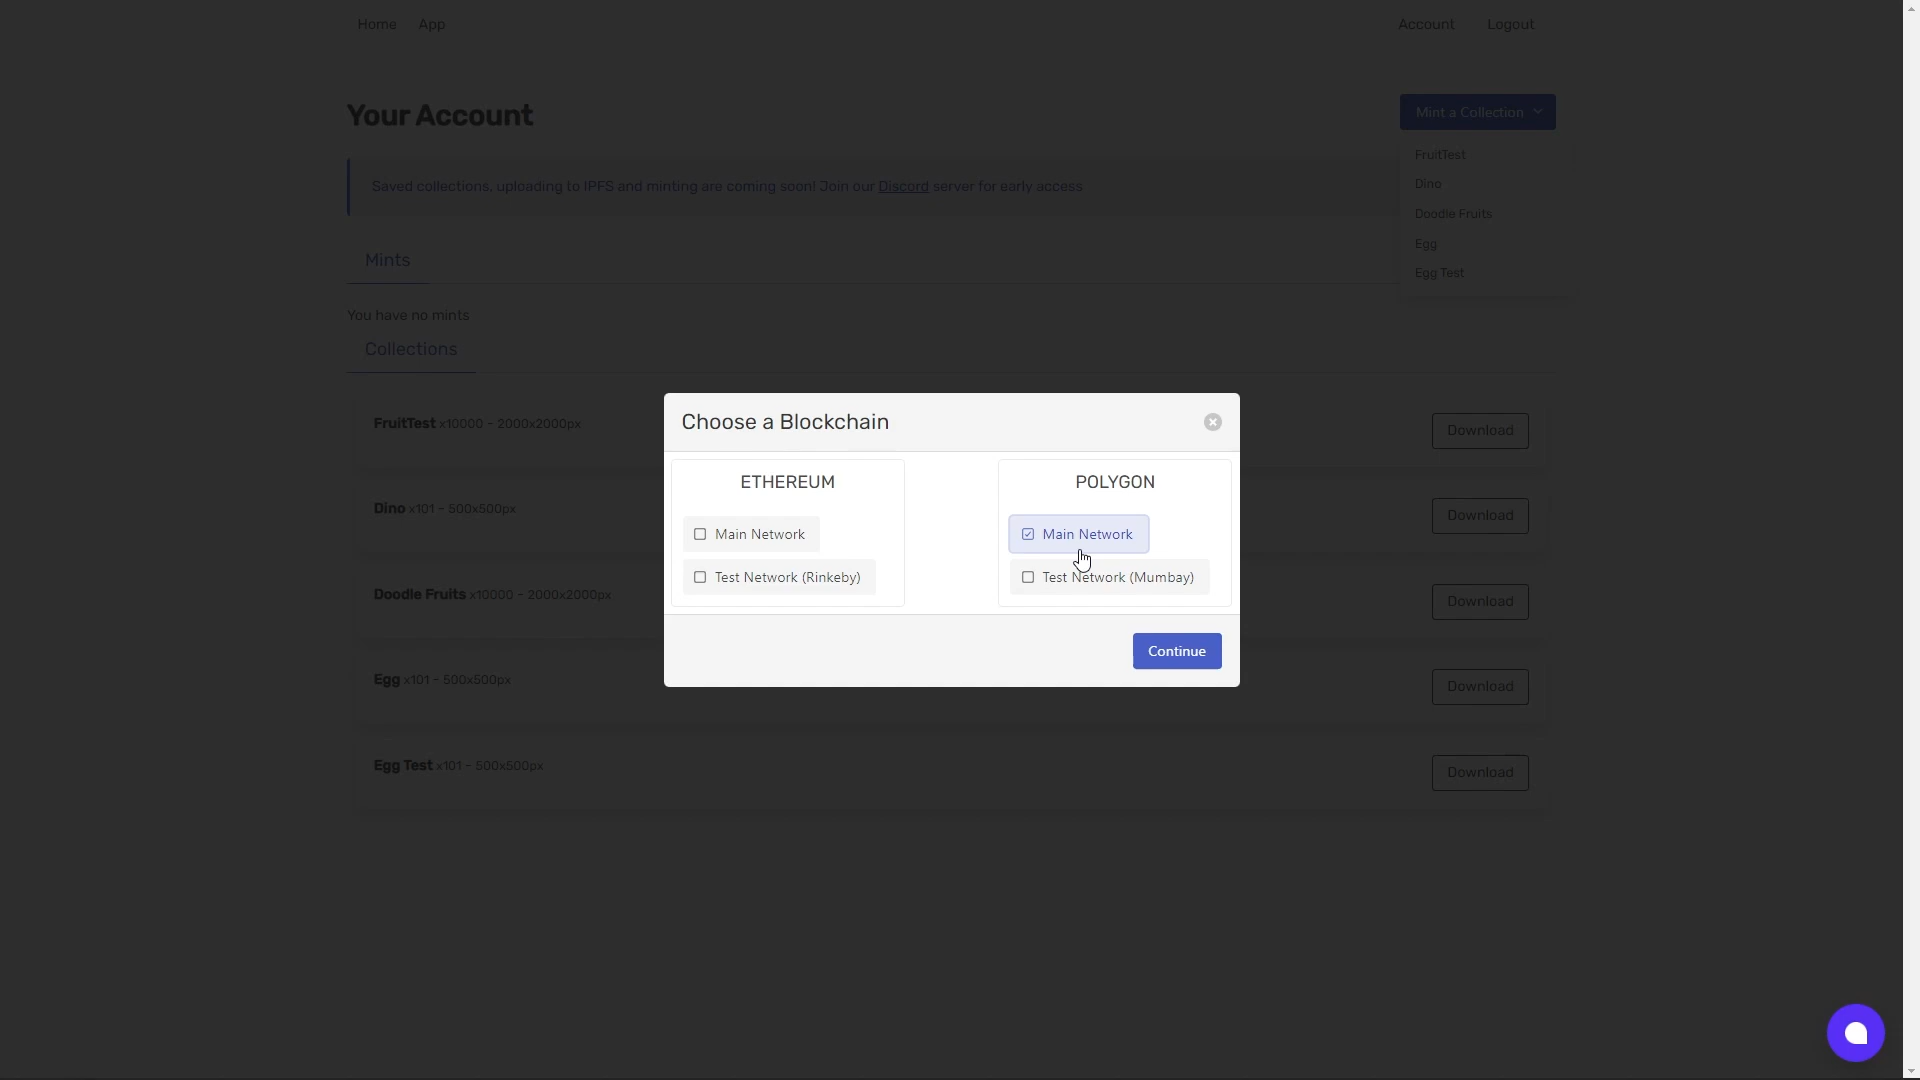 Home App Account Logout
Your Account
Mint a Collection
FruitTest
Dino
Doodle Fruits
Egg
Egg Test
Saved collections, uploading to IPFS and minting are coming soon! Join our Discord server for early access
Mints
You have no mints
Collections
FruitTest x10000 - 2000x2000px
Download
Dino x101 - 500x500px
Download
Doodle Fruits x10000 - 2000x2000px
Download
Egg x101 - 500x500px
Download
Egg Test x101 - 500x500px
Download
Choose a Blockchain
ETHEREUM
Main Network
Test Network (Rinkeby)
POLYGON
Main Network
Test Network (Mumbay)
Continue